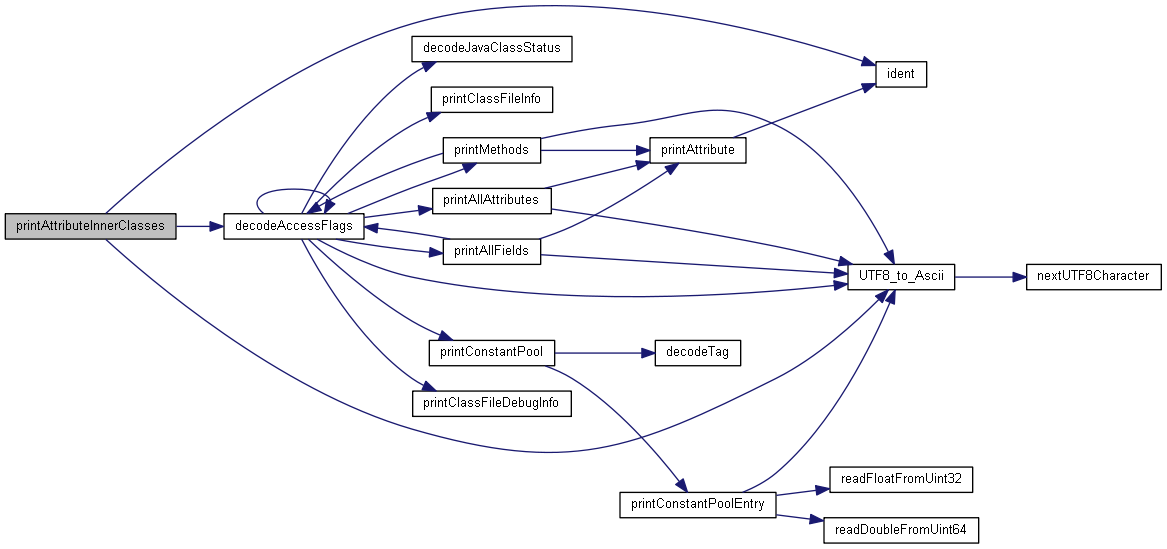 decodeJavaClassStatus
ident
printClassFileInfo
printMethods
printAttribute
printAllAttributes
printAttributeInnerClasses
decodeAccessFlags
printAllFields
UTF8_to_Ascii
nextUTF8Character
printConstantPool
decodeTag
printClassFileDebugInfo
readFloatFromUint32
printConstantPoolEntry
readDoubleFromUint64